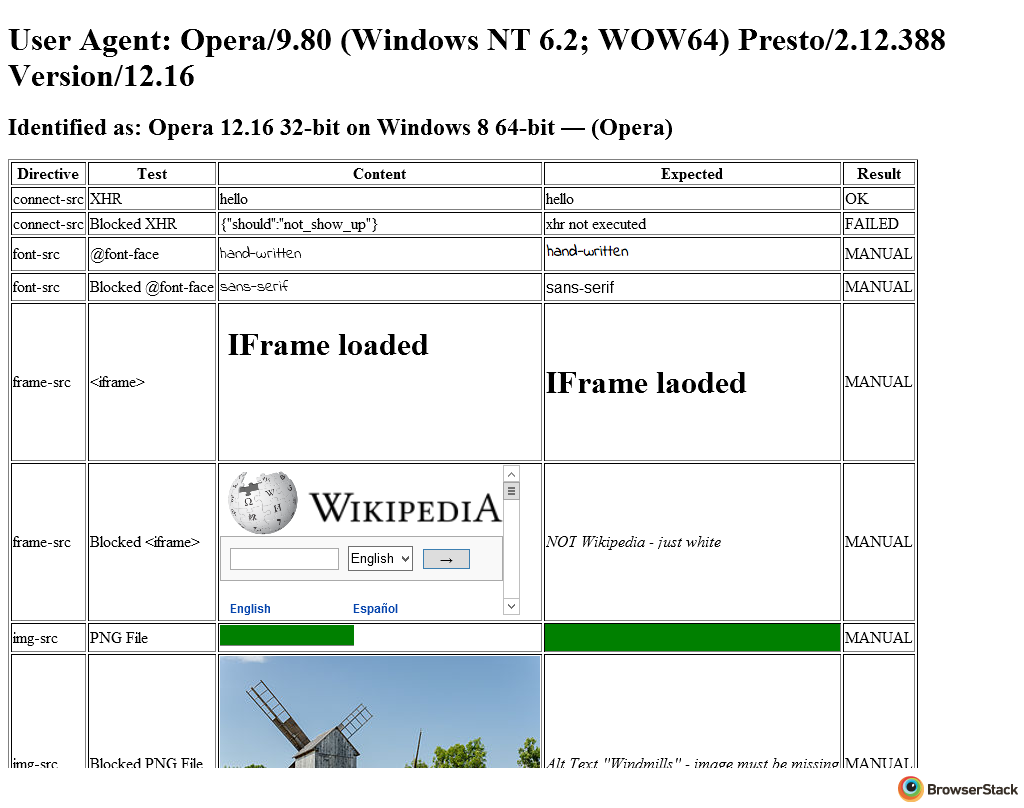 User Agent: Opera/9.80 (Windows NT 6.2; WOW64) Presto/2.12.388
Version/12.16
Identified as: Opera 12.16 32-bit on Windows 8 64-bit — (Opera)
Directive Test Content Expected Result
connect-src XHR hello hello OK
connect-src Blocked XHR {"should":"not_show_up"} xhr not executed FAILED
font-src @font-face hand-written hand-written MANUAL
font-src Blocked @font-face sans-serif sans-serif MANUAL
frame-src <iframe> IFrame loaded IFrame laoded MANUAL
WIKIPEDIA
frame-src Blocked <iframe> English → NOT Wikipedia - just white MANUAL
English Español
img-src PNG File MANUAL
img-src Blocked PNG File Alt Text "Windmills" - image must be missing MANUAL
BrowserStack